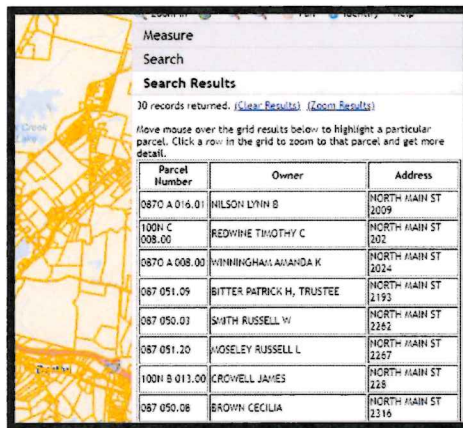 Measure
Search
Search Results
30 records returned. (Clear Results) (Zoom Results)
Move mouse over the grid results below to highlight a particular
parcel. Click a row in the grid to zoom to that parcel and get more
detail.
Parcel Number Owner Address
087O A 016.01 NILSON LYNN B NORTH MAIN ST 2009
100N C 008.00 REDWINE TIMOTHY C NORTH MAIN ST 202
087O A 008.00 WINNINGHAM AMANDA K NORTH MAIN ST 2024
087 051.09 BITTER PATRICK H, TRUSTEE NORTH MAIN ST 2193
087 050.03 SMITH RUSSELL W NORTH MAIN ST 2262
087 051.20 MOSELEY RUSSELL L NORTH MAIN ST 2267
100N B 013.00 CROWELL JAMES NORTH MAIN ST 228
087 050.08 BROWN CECILIA NORTH MAIN ST 2316